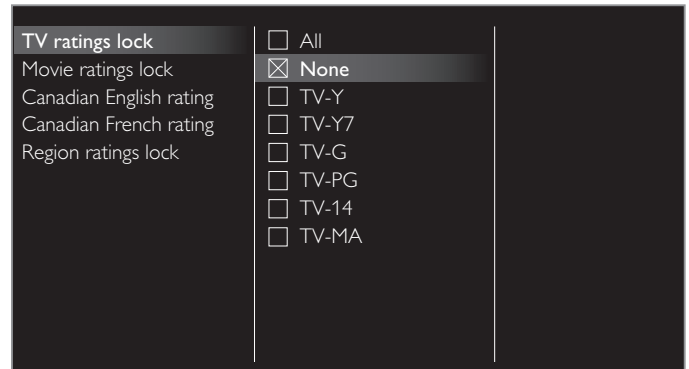 TV ratings lock
Movie ratings lock
Canadian English rating
Canadian French rating
Region ratings lock
All
None
TV-Y
TV-Y7
TV-G
TV-PG
TV-14
TV-MA